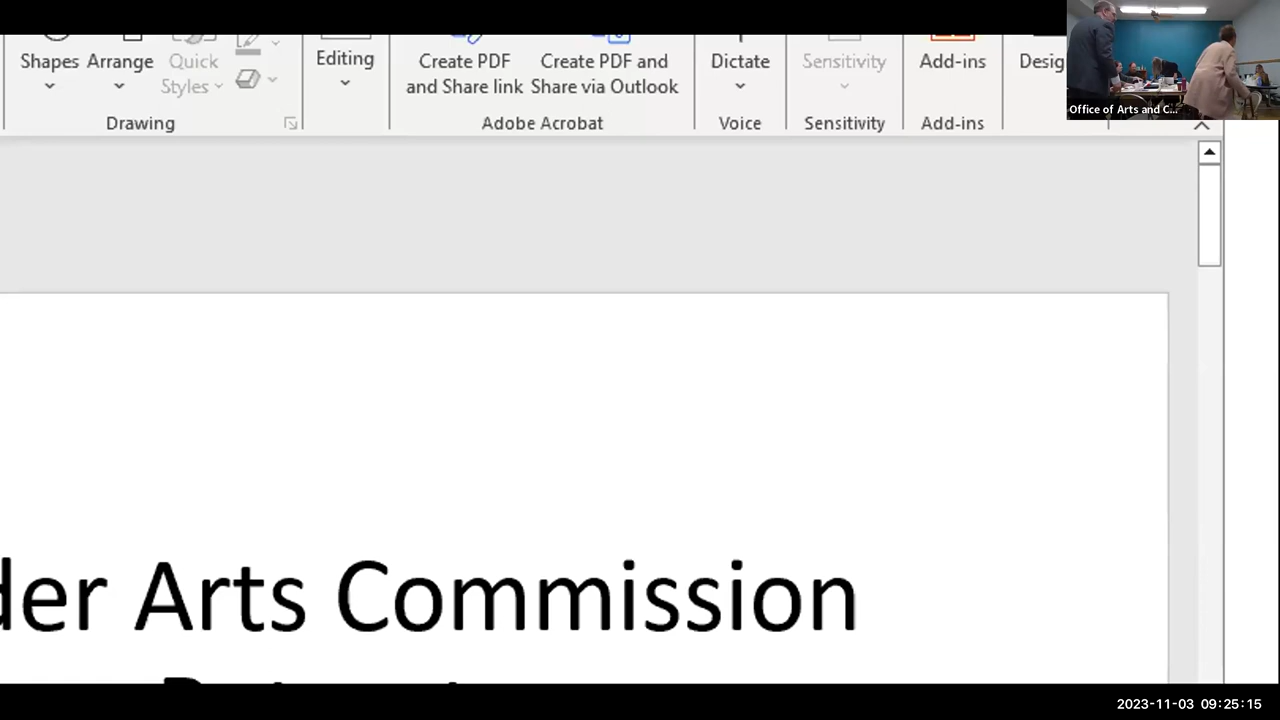 Shapes Arrange Quick Styles
Editing
Create PDF and Share link
Create PDF and Share via Outlook
Dictate
Sensitivity
Add-ins
Drawing
Adobe Acrobat
Voice
Sensitivity
Add-ins
Office of Arts and C...
der Arts Commission
2023-11-03 09:25:15